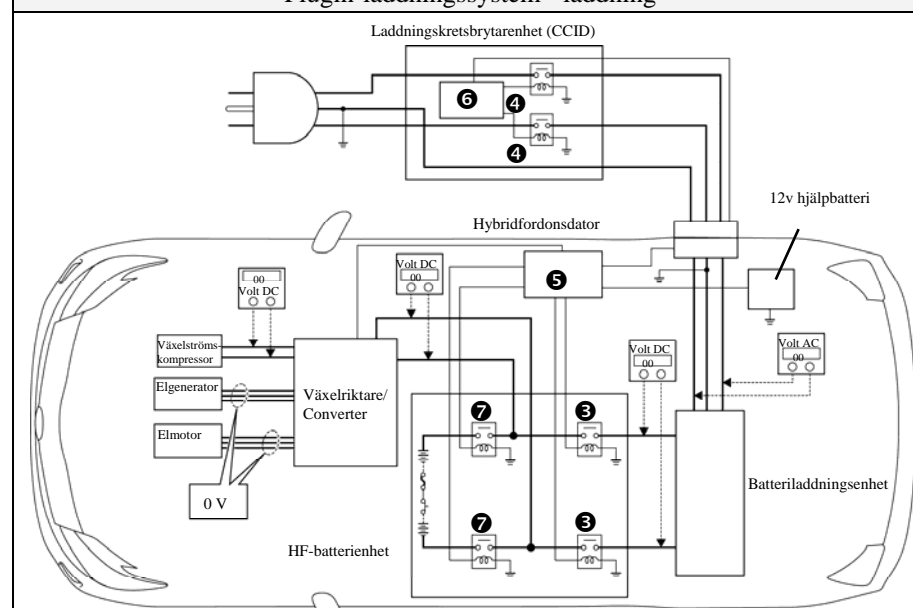 Plugin-laddningssystem - laddning
Laddningskretsbrytarenhet (CCID)
❻
❹
❹
12v hjälpbatteri
Hybridfordonsdator
❺
00
Volt DC
Volt DC
00
Växelströms-
kompressor
Elgenerator
Elmotor
Växelriktare/
Converter
0 V
Volt DC
00
Volt AC
00
❼
❸
❼
❸
Batteriladdningsenhet
HF-batterienhet